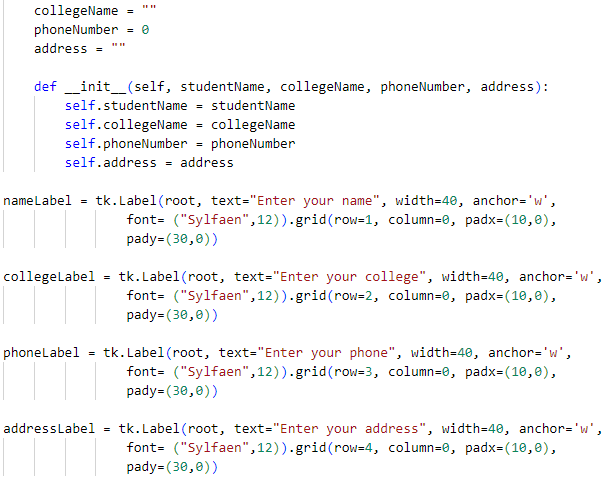 collegeName = ""
phoneNumber = 0
address = ""
def __init__(self, studentName, collegeName, phoneNumber, address):
self.studentName = studentName
self.collegeName = collegeName
self.phoneNumber = phoneNumber
self.address = address
nameLabel = tk.Label(root, text="Enter your name", width=40, anchor='w',
font= ("Sylfaen",12)).grid(row=1, column=0, padx=(10,0),
pady=(30,0))
collegeLabel = tk.Label(root, text="Enter your college", width=40, anchor='w',
font= ("Sylfaen",12)).grid(row=2, column=0, padx=(10,0),
pady=(30,0))
phoneLabel = tk.Label(root, text="Enter your phone", width=40, anchor='w',
font= ("Sylfaen",12)).grid(row=3, column=0, padx=(10,0),
pady=(30,0))
addressLabel = tk.Label(root, text="Enter your address", width=40, anchor='w',
font= ("Sylfaen",12)).grid(row=4, column=0, padx=(10,0),
pady=(30,0))